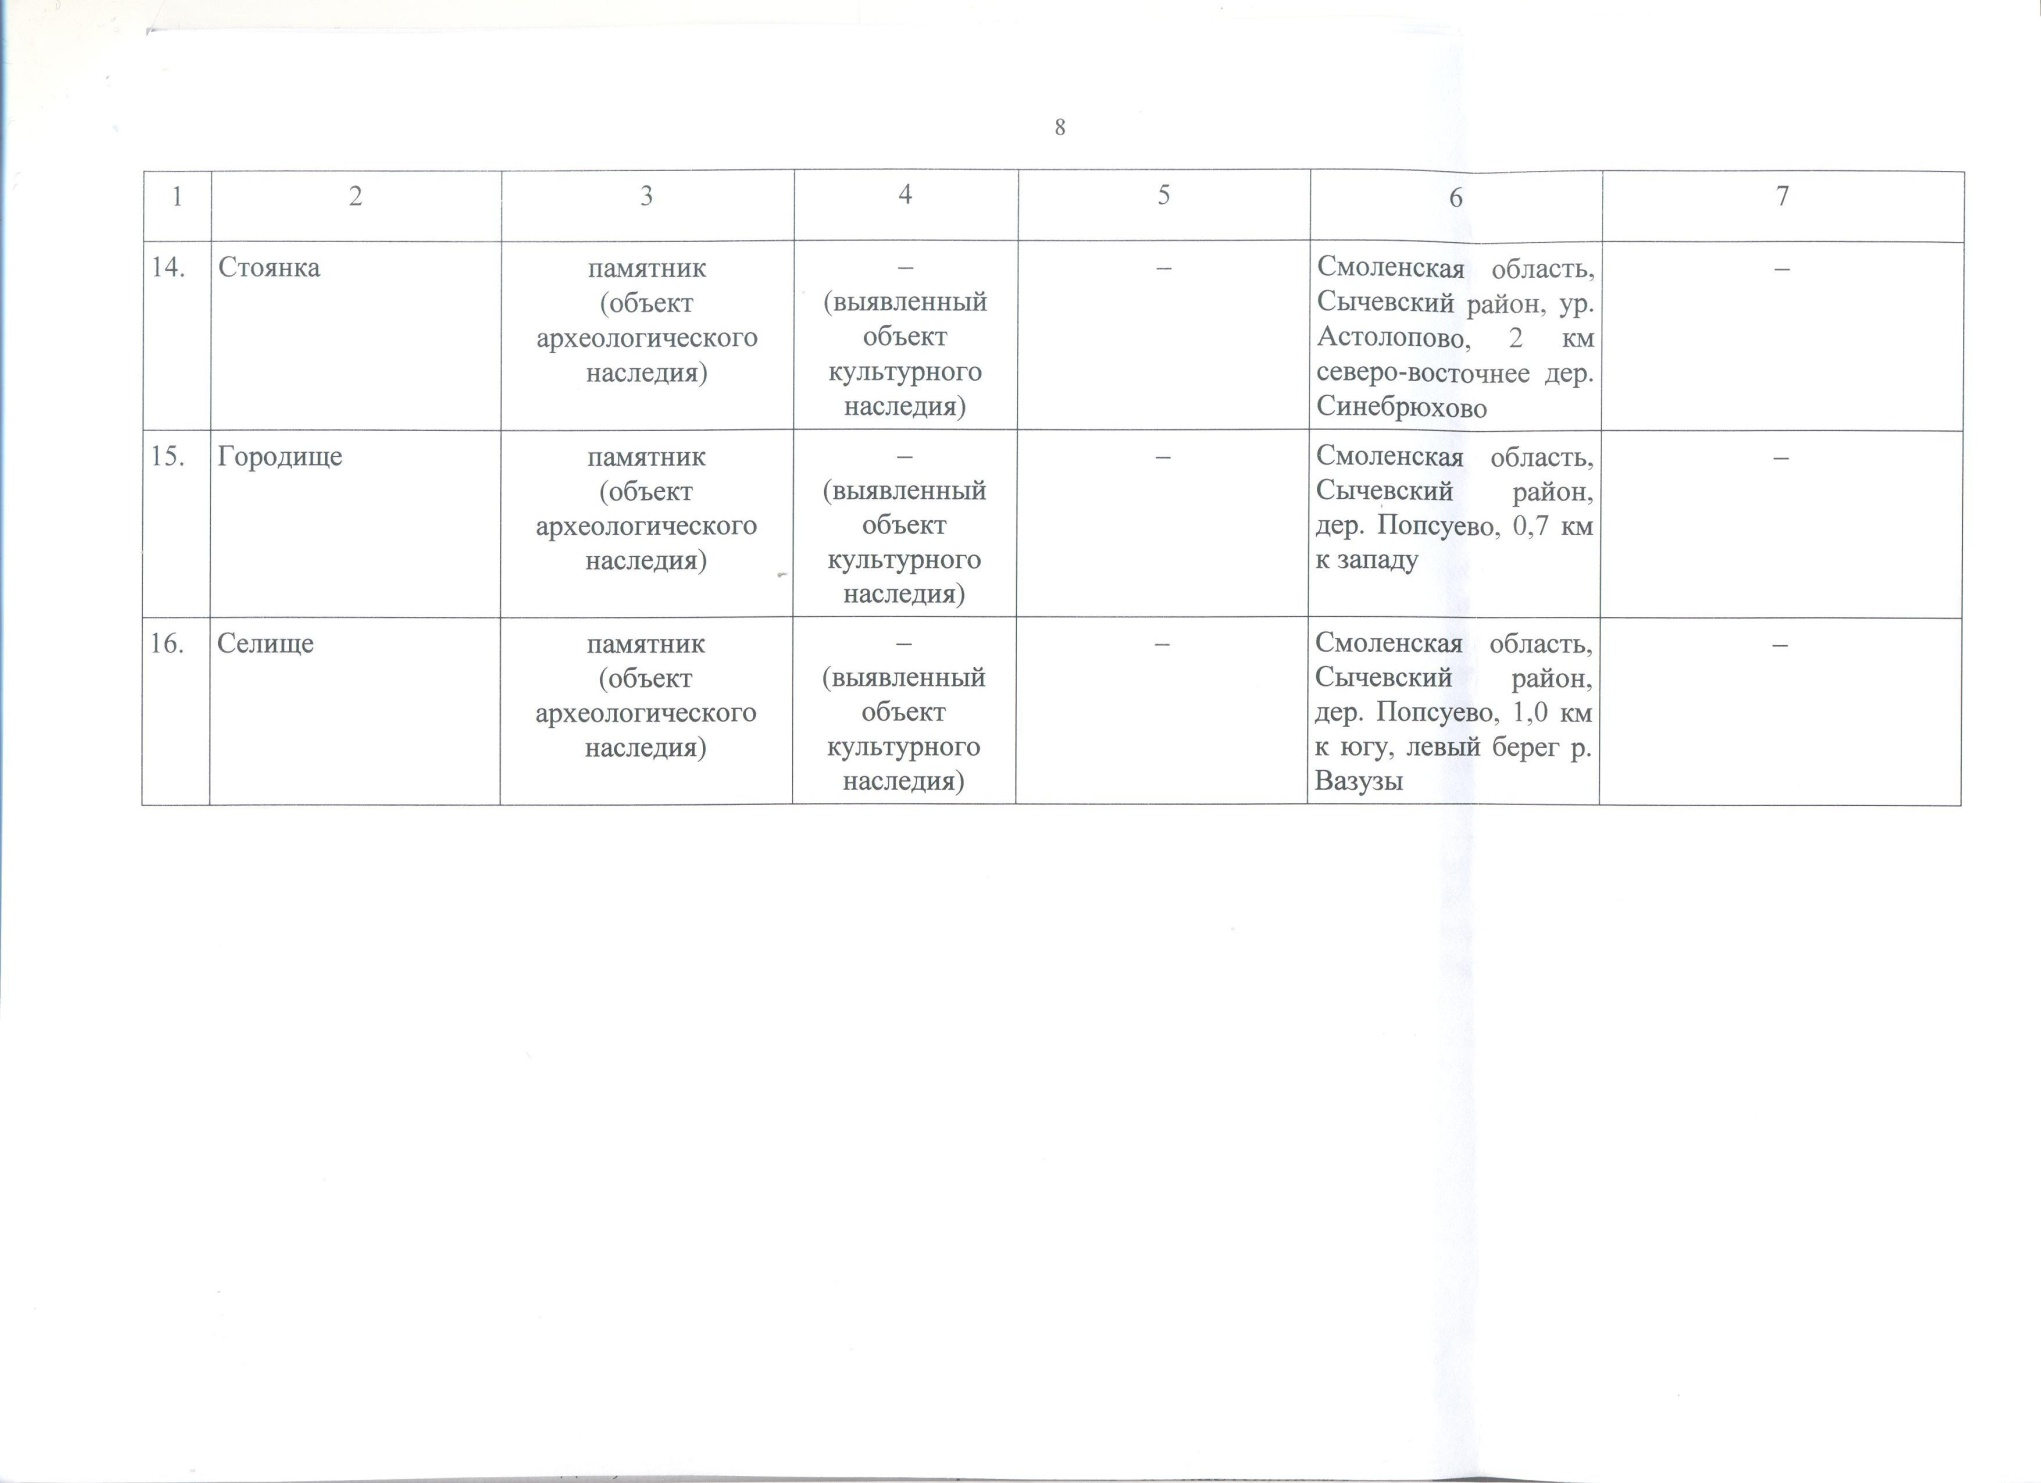 8
1 2 3 4 5 6 7
14. Стоянка
памятник
(объект
археологического
наследия)
–
(выявленный
объект
культурного
наследия)
–
Смоленская область,
Сычевский район, ур.
Астолопово, 2 км
северо-восточнее дер.
Синебрюхово
–
15. Городище
памятник
(объект
археологического
наследия)
–
(выявленный
объект
культурного
наследия)
–
Смоленская область,
Сычевский район,
дер. Попсуево, 0,7 км
к западу
–
16. Селище
памятник
(объект
археологического
наследия)
–
(выявленный
объект
культурного
наследия)
–
Смоленская область,
Сычевский район,
дер. Попсуево, 1,0 км
к югу, левый берег р.
Вазузы
–